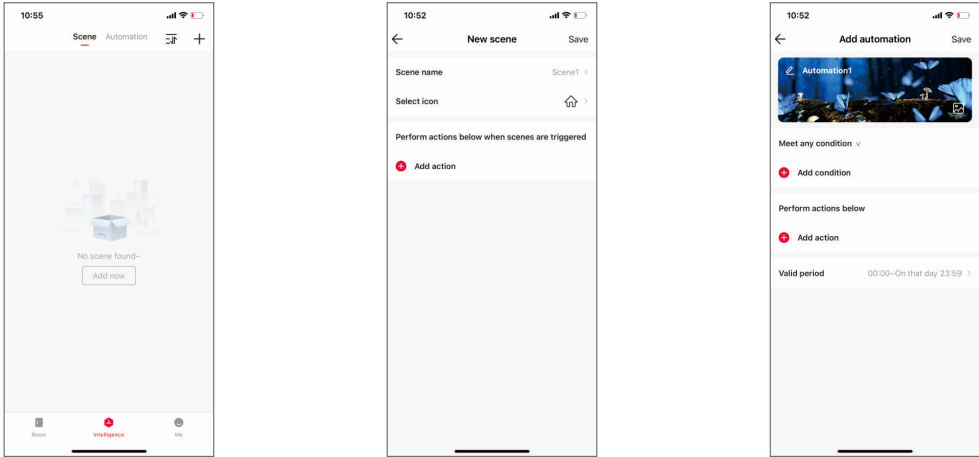 10:55
Scene Automation
No scene found~
Add now
Room Intelligence Me
10:52
New scene Save
Scene name Scene1
Select icon
Perform actions below when scenes are triggered
Add action
10:52
Add automation Save
Automation1
Meet any condition
Add condition
Perform actions below
Add action
Valid period 00:00~On that day 23:59